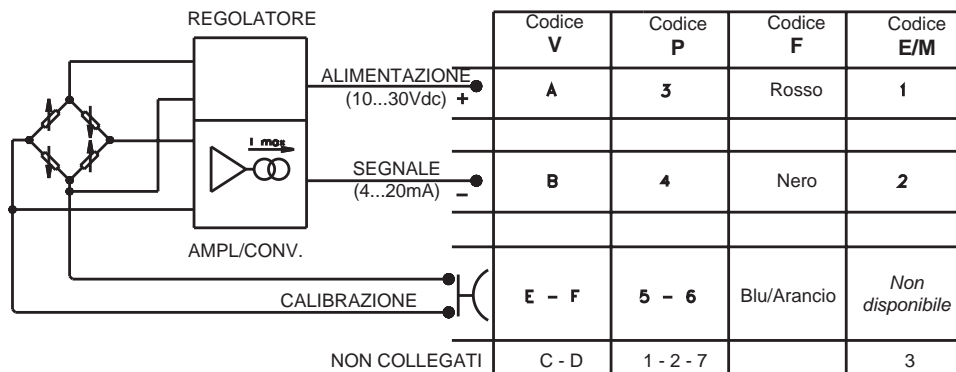 REGOLATORE
Codice V Codice P Codice F Codice E/M
ALIMENTAZIONE
(10...30Vdc) + A 3 Rosso 1
I max
SEGNALE
(4...20mA) – B 4 Nero 2
AMPL/CONV.
CALIBRAZIONE E – F 5 – 6 Blu/Arancio Non disponibile
NON COLLEGATI C - D 1 - 2 - 7 3